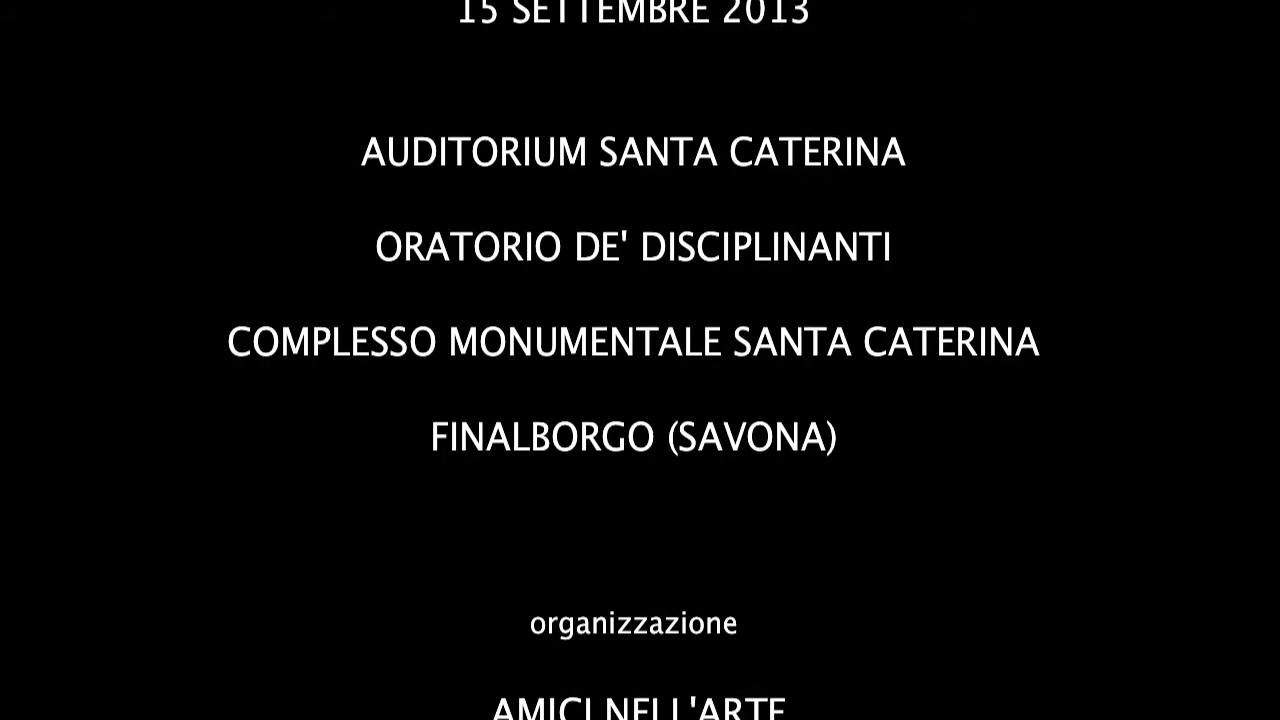 15 SETTEMBRE 2013
AUDITORIUM SANTA CATERINA
ORATORIO DE' DISCIPLINANTI
COMPLESSO MONUMENTALE SANTA CATERINA
FINALBORGO (SAVONA)
organizzazione
AMICI NELL'ARTE